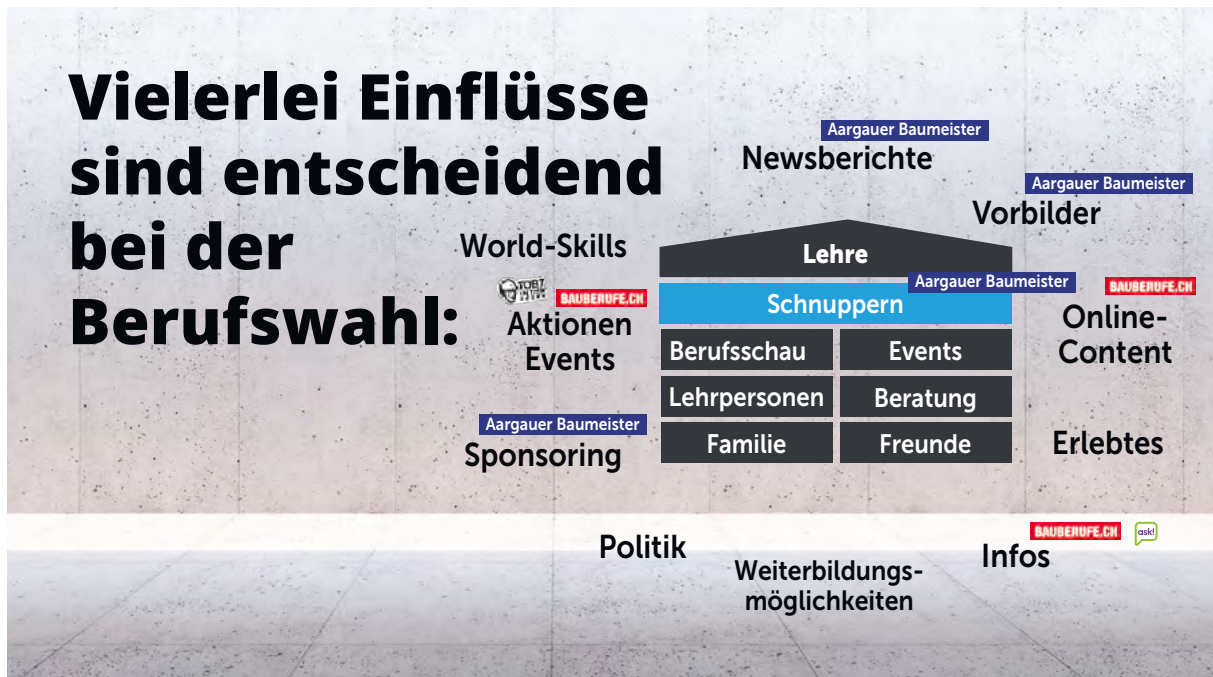 Vielerlei Einflüsse
sind entscheidend
bei der
Berufswahl:
Aargauer Baumeister
Newsberichte
Aargauer Baumeister
Vorbilder
World-Skills
BAUBERUFE.CH
Aktionen
Events
Aargauer Baumeister
Sponsoring
Lehre
Aargauer Baumeister
Schnuppern
Berufsschau
Events
Lehrpersonen
Beratung
Familie
Freunde
BAUBERUFE.CH
Online-
Content
Erlebtes
Politik
Weiterbildungs-
möglichkeiten
BAUBERUFE.CH
ask!
Infos